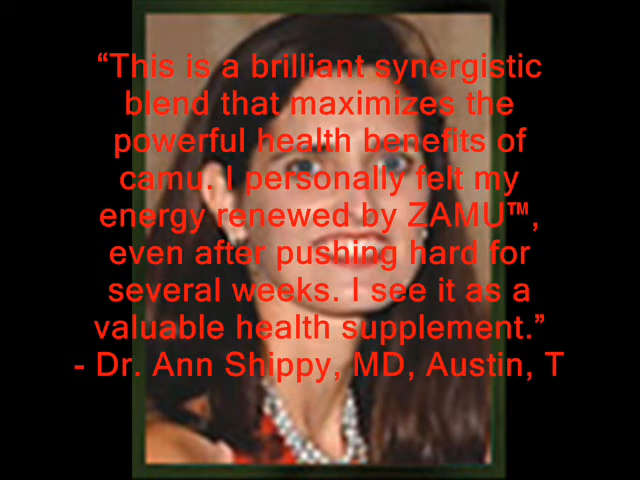 “This is a brilliant synergistic
blend that maximizes the
powerful health benefits of
camu. I personally felt my
energy renewed by ZAMU™,
even after pushing hard for
several weeks. I see it as a
valuable health supplement.”
- Dr. Ann Shippy, MD, Austin, T